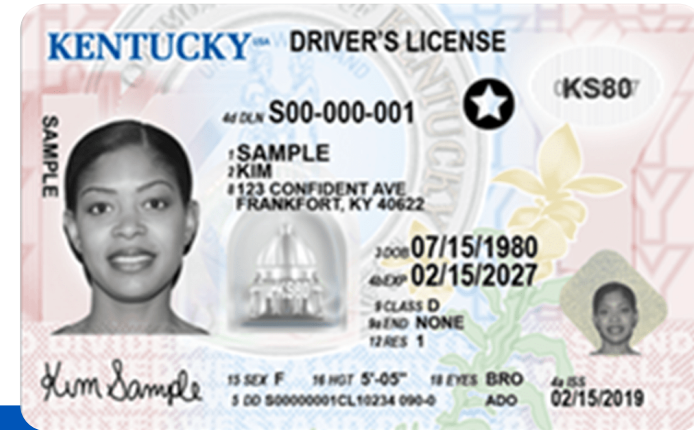 KENTUCKY USA DRIVER'S LICENSE
KS80
4d DLN S00-000-001
SAMPLE
1 SAMPLE
2 KIM
8 123 CONFIDENT AVE
FRANKFORT, KY 40622
3 DOB 07/15/1980
4b EXP 02/15/2027
9 CLASS D
9a END NONE
12 RES 1
Kim Sample
15 SEX F 16 HGT 5'-05" 18 EYES BRO 4a ISS
5 DD S00000001CL10234 090-0 ADO 02/15/2019